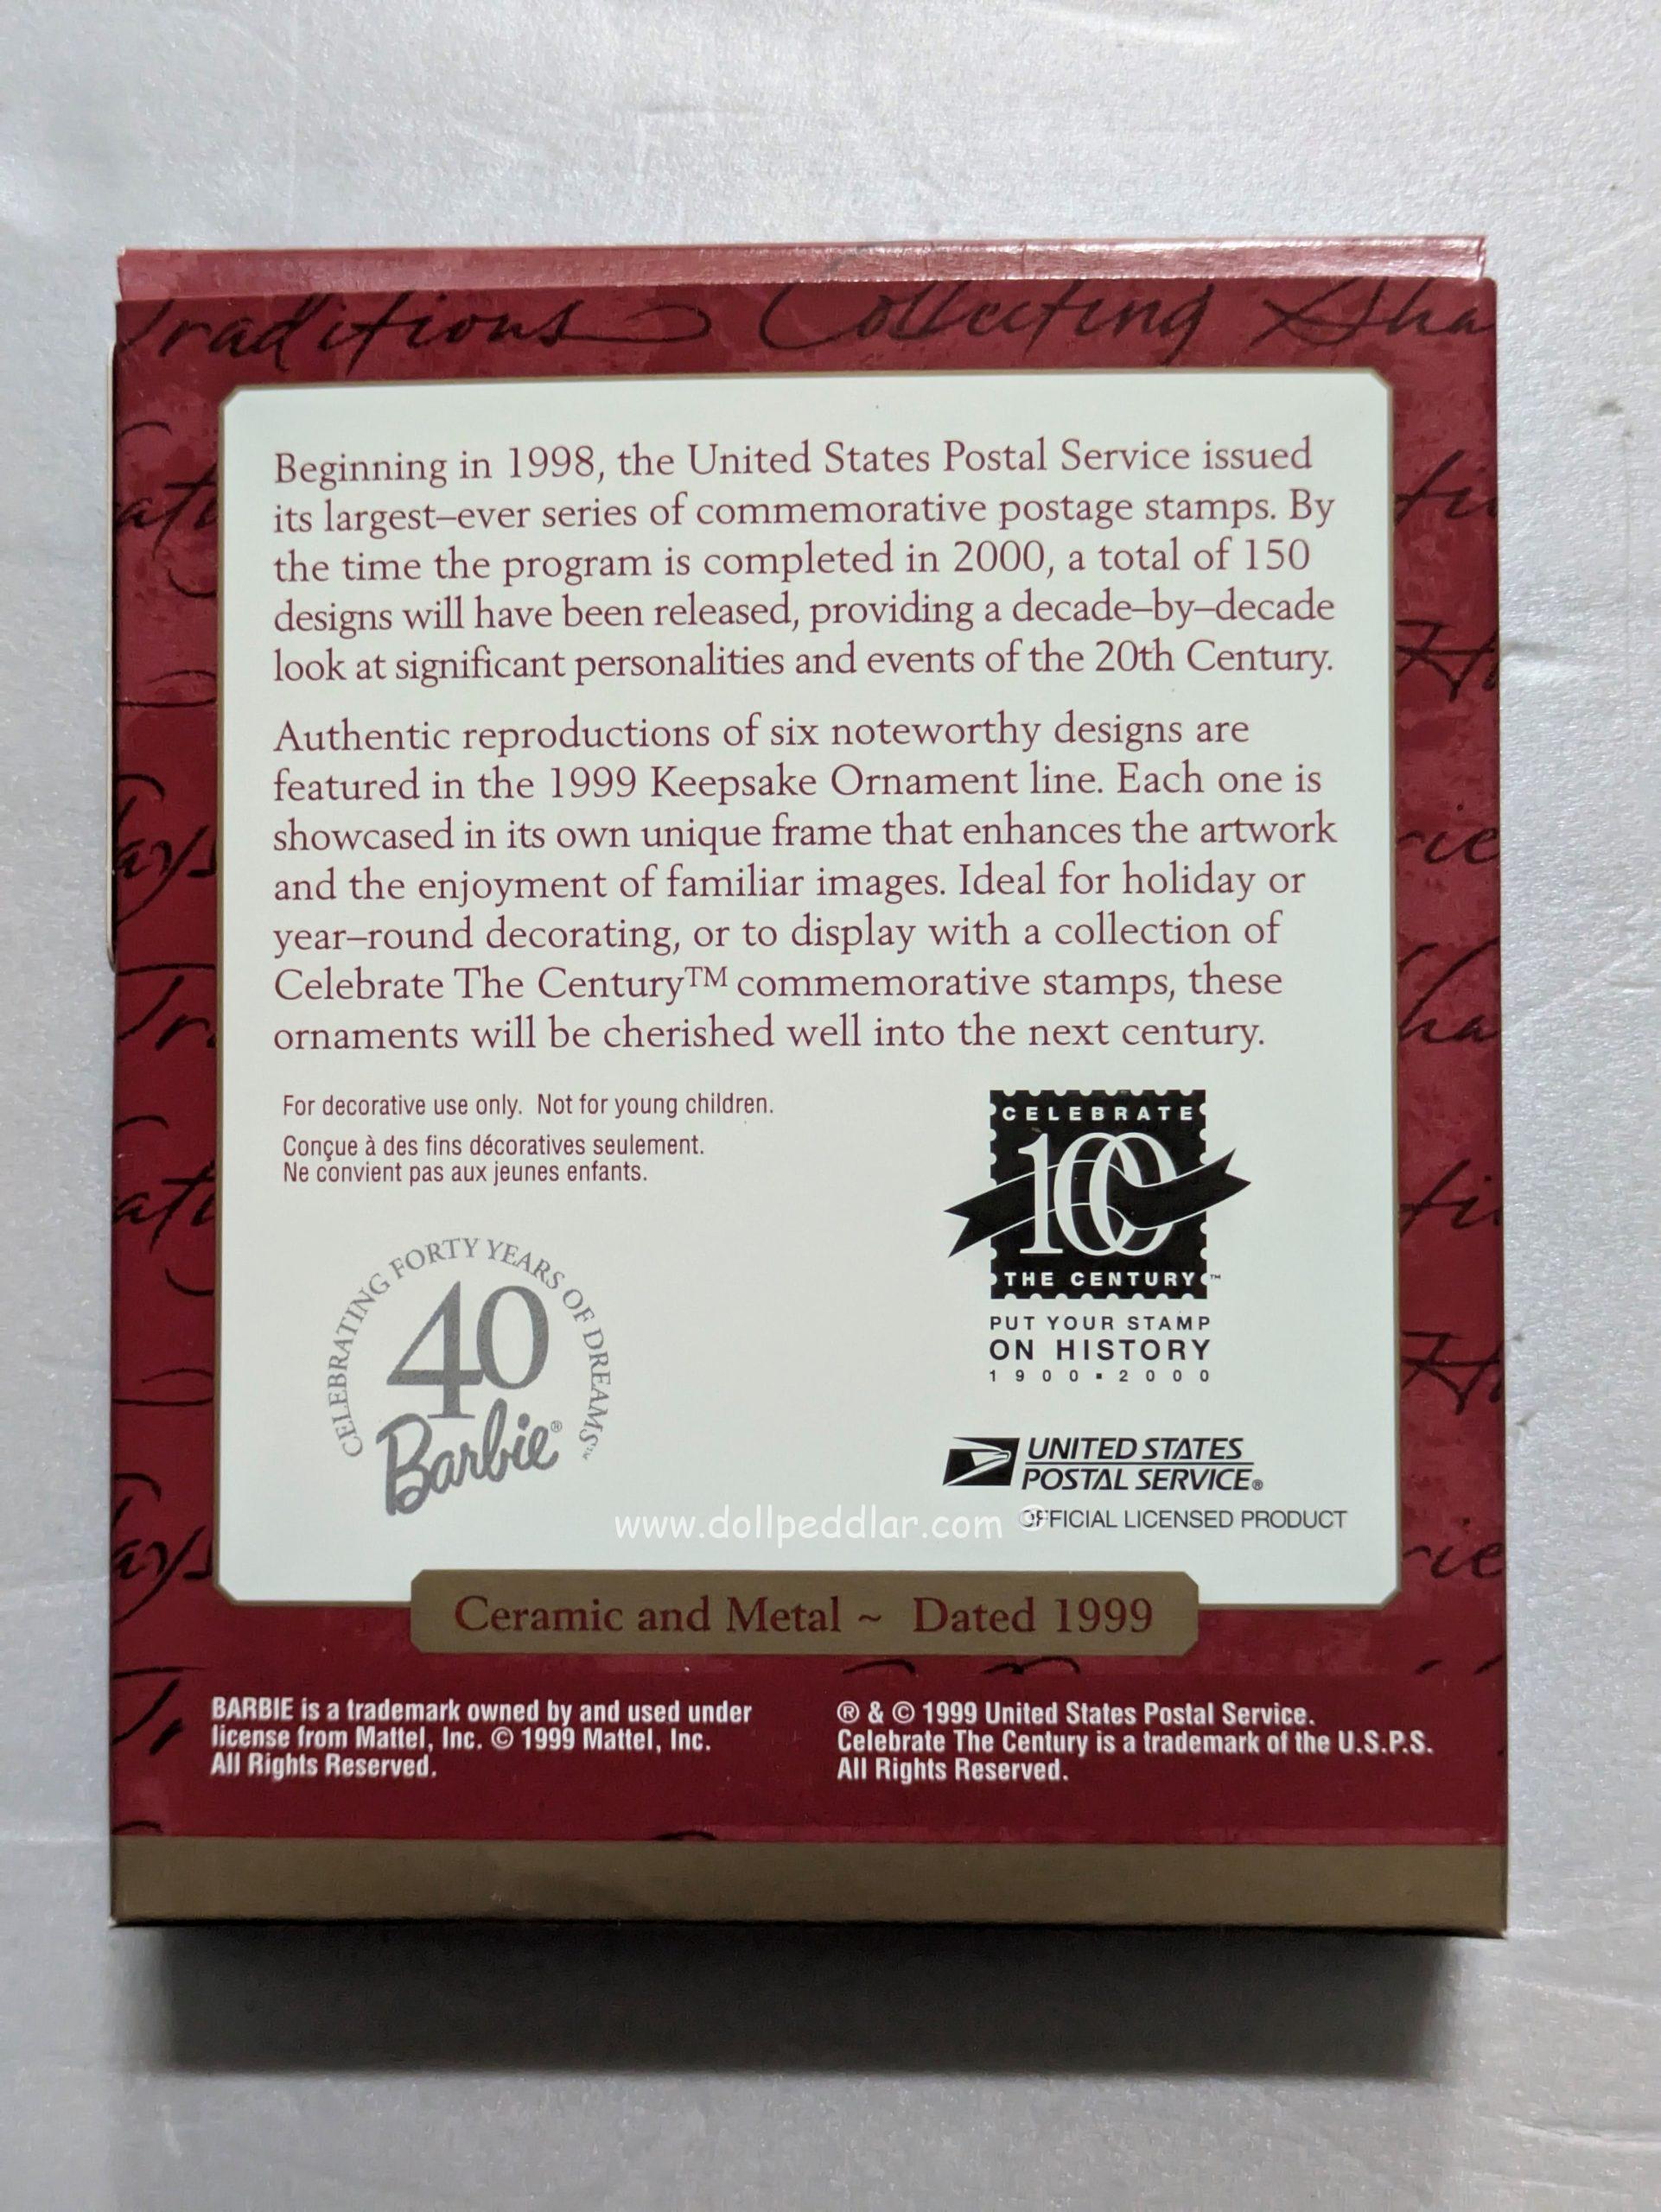 Traditions Collecting Sha
Beginning in 1998, the United States Postal Service issued
its largest–ever series of commemorative postage stamps. By
the time the program is completed in 2000, a total of 150
designs will have been released, providing a decade–by–decade
look at significant personalities and events of the 20th Century.
Authentic reproductions of six noteworthy designs are
featured in the 1999 Keepsake Ornament line. Each one is
showcased in its own unique frame that enhances the artwork
and the enjoyment of familiar images. Ideal for holiday or
year–round decorating, or to display with a collection of
Celebrate The Century™ commemorative stamps, these
ornaments will be cherished well into the next century.
For decorative use only. Not for young children.
Conçue à des fins décoratives seulement.
Ne convient pas aux jeunes enfants.
CELEBRATING FORTY YEARS OF DREAMS™
40
Barbie®
CELEBRATE
100
THE CENTURY™
PUT YOUR STAMP
ON HISTORY
1900▪2000
UNITED STATES
POSTAL SERVICE®
OFFICIAL LICENSED PRODUCT
www.dollpeddlar.com ©
Ceramic and Metal ~ Dated 1999
BARBIE is a trademark owned by and used under
license from Mattel, Inc. © 1999 Mattel, Inc.
All Rights Reserved.
® & © 1999 United States Postal Service.
Celebrate The Century is a trademark of the U.S.P.S.
All Rights Reserved.